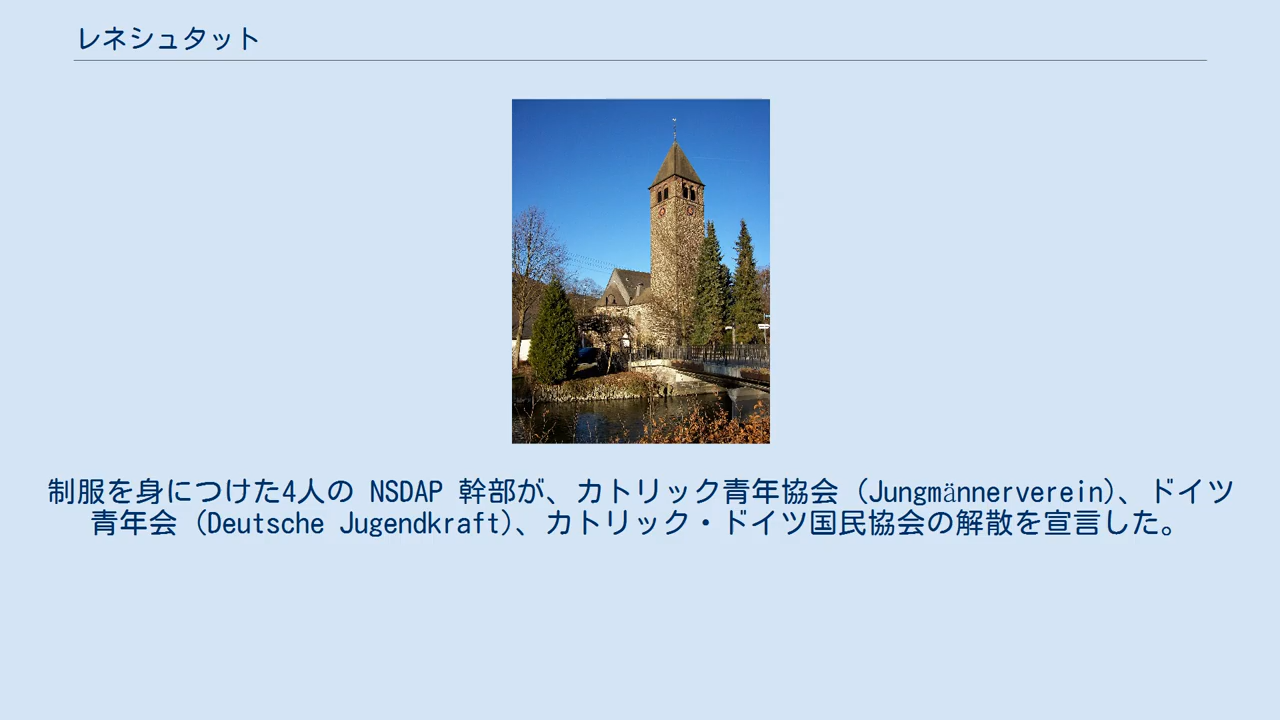 レネシュタット
制服を身につけた4人の NSDAP 幹部が、カトリック青年協会 (Jungmännerverein)、ドイツ
青年会 (Deutsche Jugendkraft)、カトリック・ドイツ国民協会の解散を宣言した。